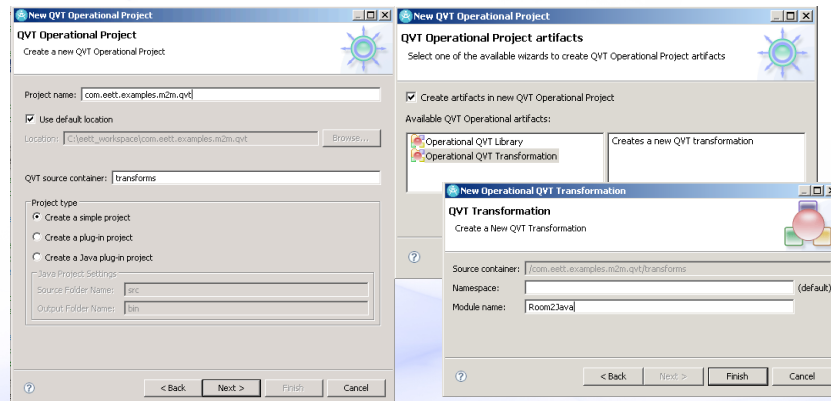 New QVT Operational Project
QVT Operational Project
Create a new QVT Operational Project
Project name: com.eett.examples.m2m.qvt
Use default location
Location: C:\eett_workspace\com.eett.examples.m2m.qvt Browse...
QVT source container: transforms
Project type
Create a simple project
Create a plug-in project
Create a Java plug-in project
Java Project Settings
Source Folder Name: src
Output Folder Name: bin
< Back Next > Finish Cancel
New QVT Operational Project
QVT Operational Project artifacts
Select one of the available wizards to create QVT Operational Project artifacts
Create artifacts in new QVT Operational Project
Available QVT Operational artifacts:
Operational QVT Library
Operational QVT Transformation
Creates a new QVT transformation
New Operational QVT Transformation
QVT Transformation
Create a New QVT Transformation
Source container: /com.eett.examples.m2m.qvt/transforms
Namespace: (default)
Module name: Room2Java
< Back Next > Finish Cancel